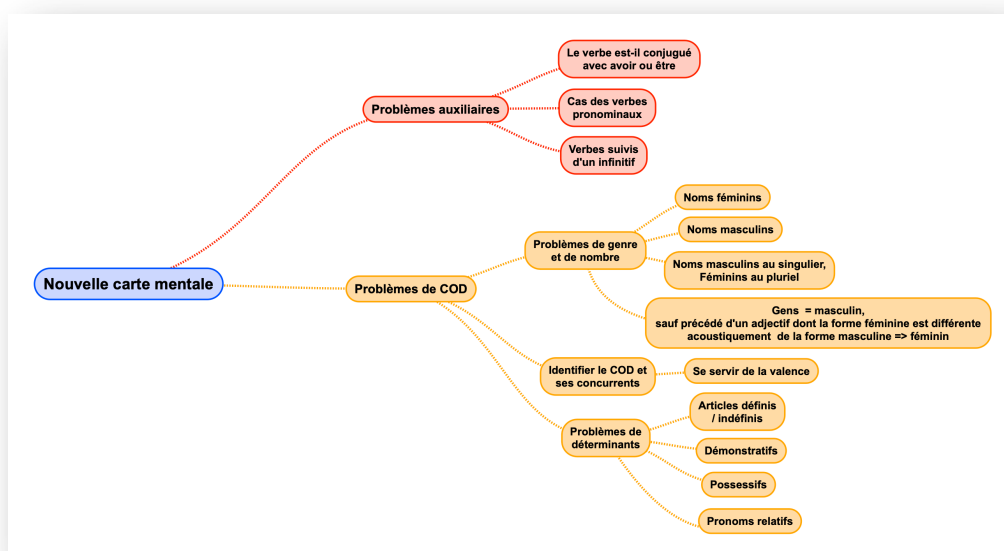 Le verbe est-il conjugué
avec avoir ou être
Problèmes auxiliaires
Cas des verbes
pronominaux
Verbes suivis
d'un infinitif
Nouvelle carte mentale
Problèmes de COD
Problèmes de genre
et de nombre
Noms féminins
Noms masculins
Noms masculins au singulier,
Féminins au pluriel
Gens = masculin,
sauf précédé d'un adjectif dont la forme féminine est différente
acoustiquement de la forme masculine => féminin
Identifier le COD et
ses concurrents
Se servir de la valence
Problèmes de
déterminants
Articles définis
/ indéfinis
Démonstratifs
Possessifs
Pronoms relatifs